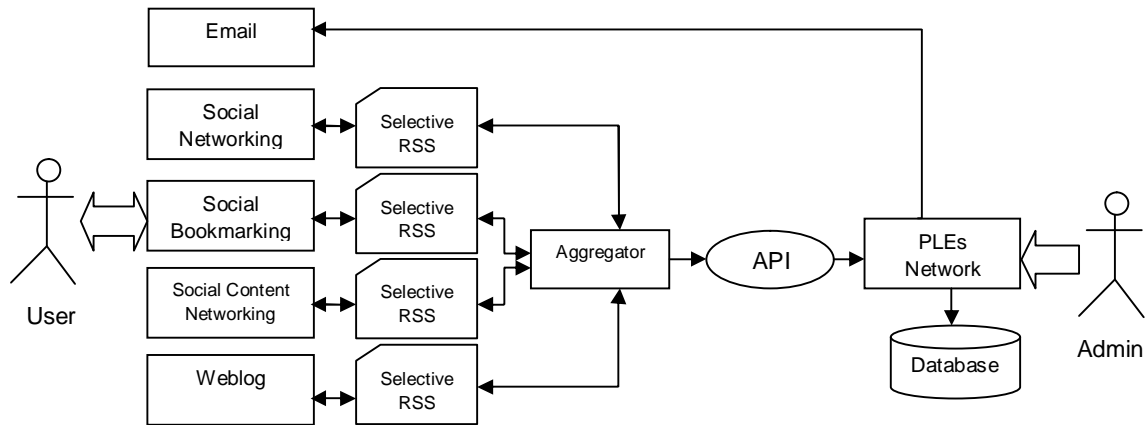 Email
Social
Networking
Selective
RSS
Social
Bookmarking
Selective
RSS
Aggregator
API
PLEs
Network
Social Content
Networking
Selective
RSS
User
Weblog
Selective
RSS
Database
Admin